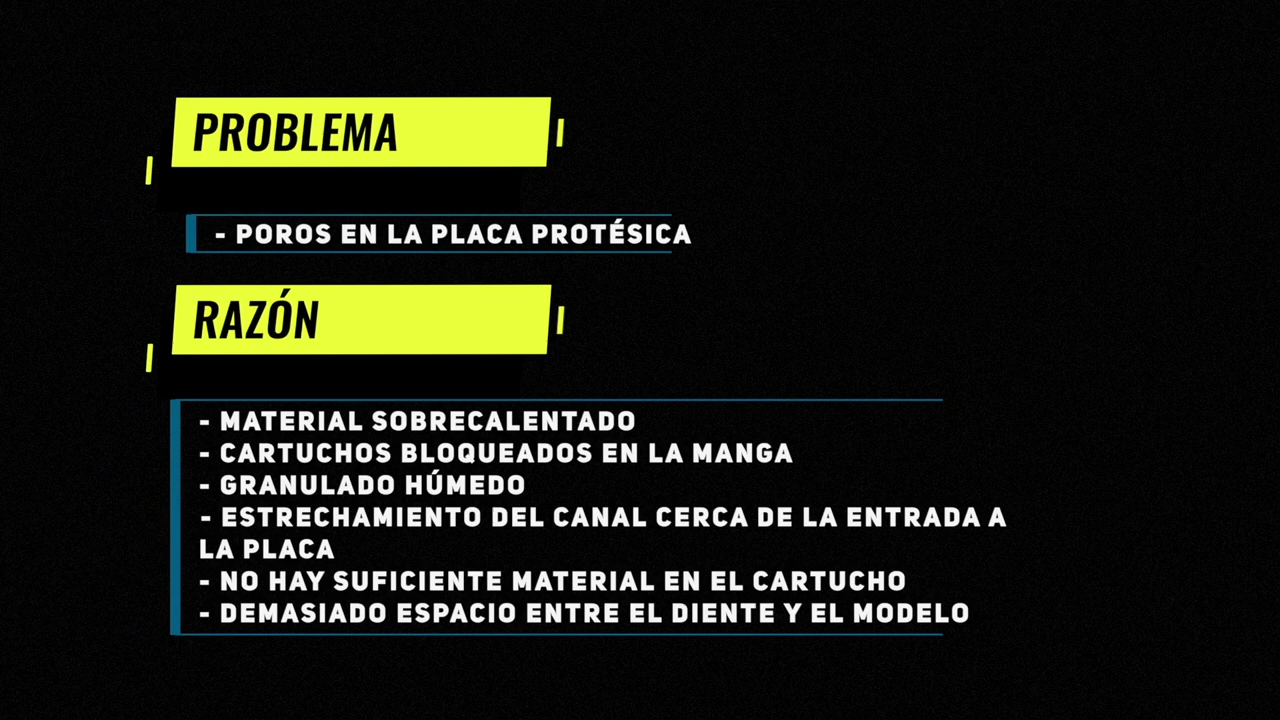 PROBLEMA
- POROS EN LA PLACA PROTÉSICA
RAZÓN
- MATERIAL SOBRECALENTADO
- CARTUCHOS BLOQUEADOS EN LA MANGA
- GRANULADO HÚMEDO
- ESTRECHAMIENTO DEL CANAL CERCA DE LA ENTRADA A
LA PLACA
- NO HAY SUFICIENTE MATERIAL EN EL CARTUCHO
- DEMASIADO ESPACIO ENTRE EL DIENTE Y EL MODELO